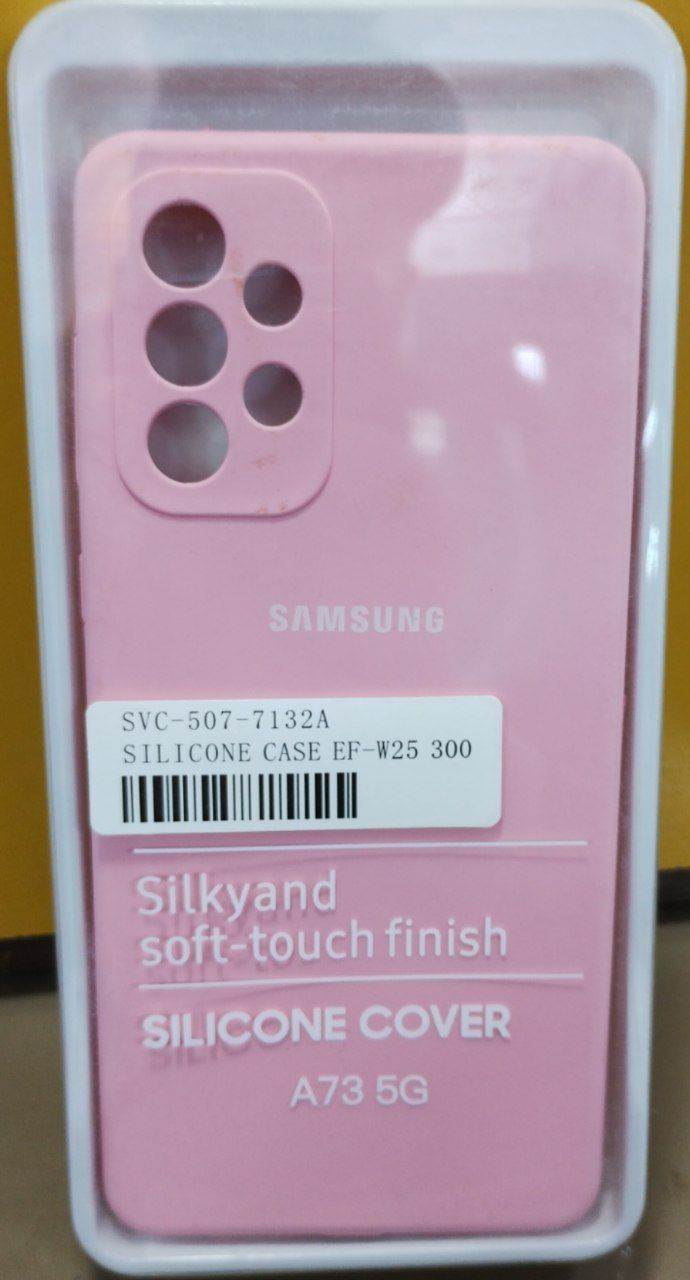 SAMSUNG
SVC-507-7132A
SILICONE CASE EF-W25 300
Silkyand
soft-touch finish
SILICONE COVER
A73 5G